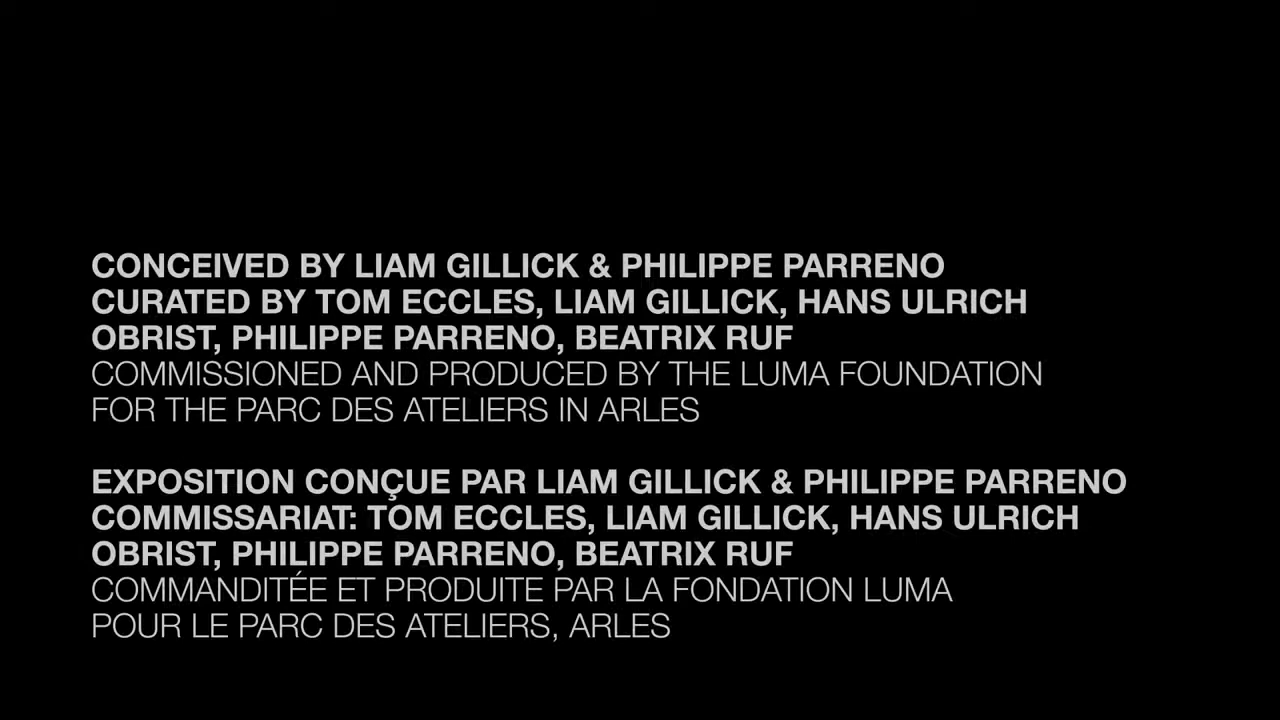 CONCEIVED BY LIAM GILLICK & PHILIPPE PARRENO
CURATED BY TOM ECCLES, LIAM GILLICK, HANS ULRICH
OBRIST, PHILIPPE PARRENO, BEATRIX RUF
COMMISSIONED AND PRODUCED BY THE LUMA FOUNDATION
FOR THE PARC DES ATELIERS IN ARLES
EXPOSITION CONÇUE PAR LIAM GILLICK & PHILIPPE PARRENO
COMMISSARIAT: TOM ECCLES, LIAM GILLICK, HANS ULRICH
OBRIST, PHILIPPE PARRENO, BEATRIX RUF
COMMANDITÉE ET PRODUITE PAR LA FONDATION LUMA
POUR LE PARC DES ATELIERS, ARLES